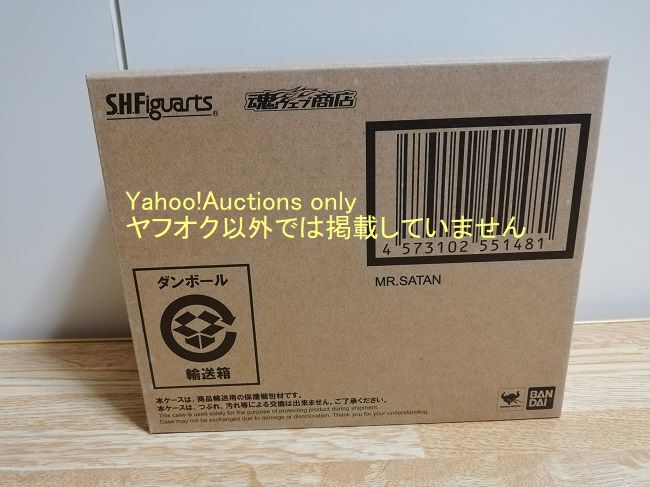 S.H.Figuarts®
魂ウェブ商店
Yahoo!Auctions only
ヤフオク以外では掲載していません
4 573102 551481
MR.SATAN
ダンボール
輸送箱
本ケースは、商品輸送用の保護梱包材です。
本ケースは、つぶれ、汚れ等による交換は出来ません。ご了承ください。
This case is used solely for the purpose of protecting product during shipment.
Case may not be exchanged due to damage or discoloration. Thank you for your understanding.
BAN
DAI